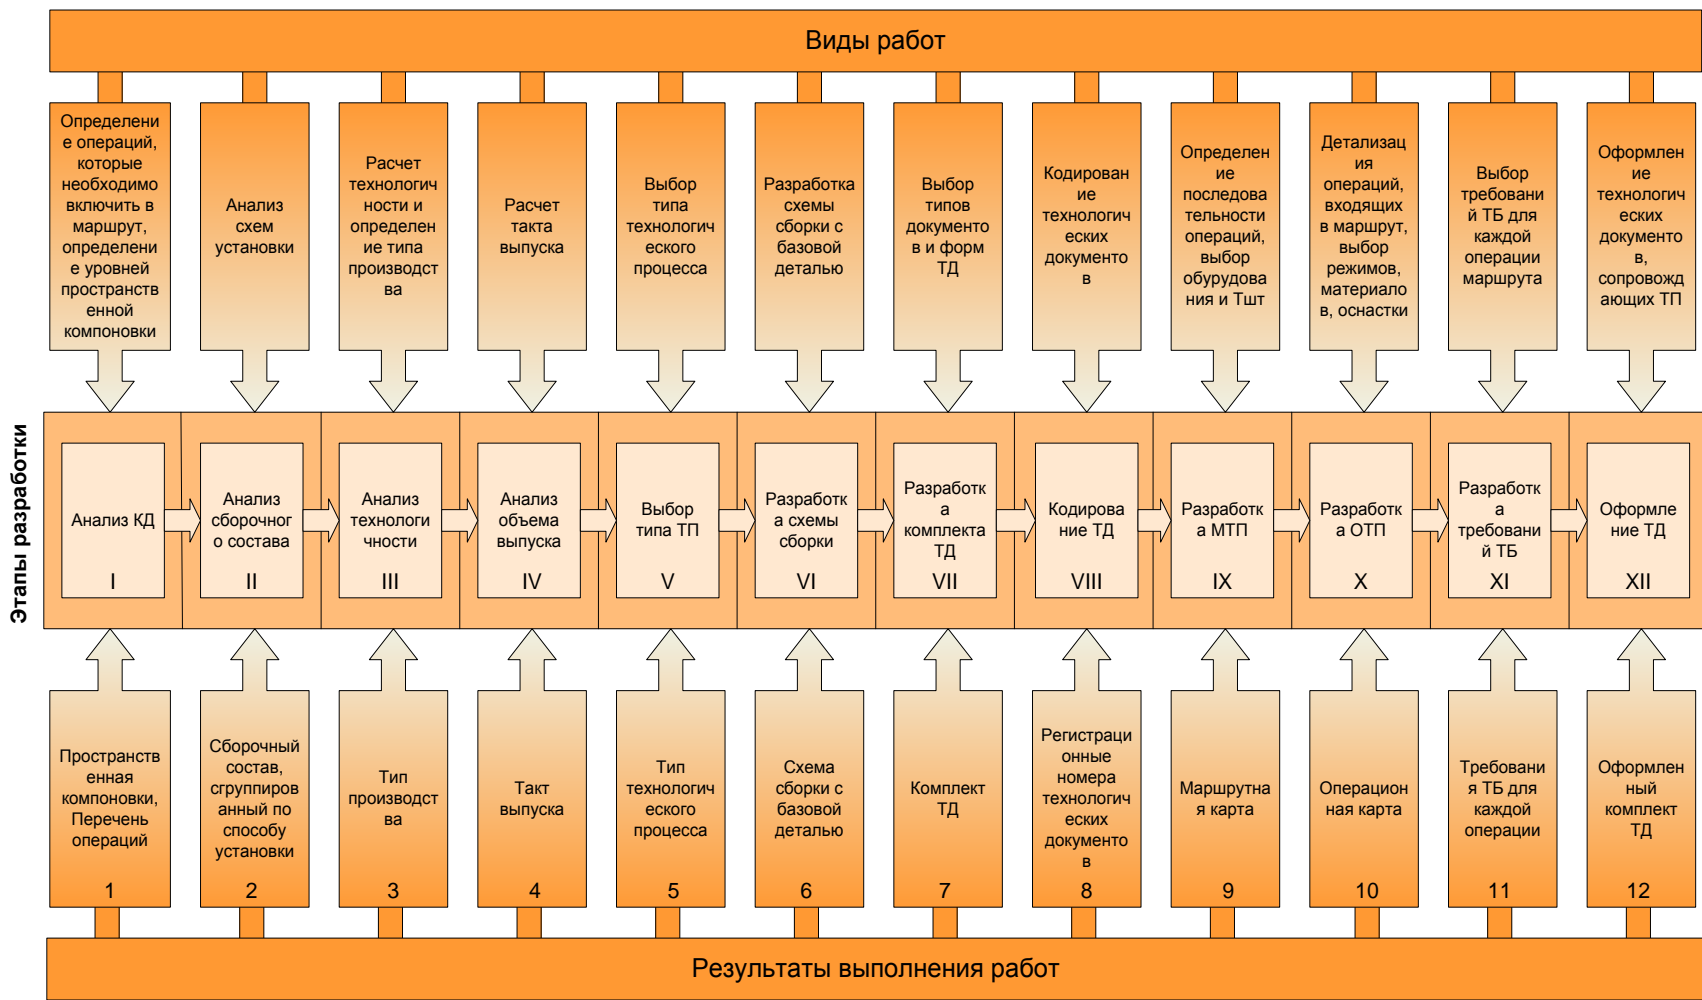 Виды работ
Определени
е операций,
которые
необходимо
включить в
маршрут,
определени
е уровней
пространств
енной
компоновки
Анализ
схем
установки
Расчет
технологич
ности и
определен
ие типа
производст
ва
Расчет
такта
выпуска
Выбор
типа
технологич
еского
процесса
Разработка
схемы
сборки с
базовой
деталью
Выбор
типов
документо
в и форм
ТД
Кодирован
ие
технологич
еских
документо
в
Определен
ие
последова
тельности
операций,
выбор
обурудова
ния и Тшт
Детализац
ия
операций,
входящих
в маршрут,
выбор
режимов,
материало
в, оснастки
Выбор
требовани
й ТБ для
каждой
операции
маршрута
Оформлен
ие
технологич
еских
документо
в,
сопровожд
ающих ТП
Этапы разработки
Анализ КД
I
Анализ
сборочног
о состава
II
Анализ
технологи
чности
III
Анализ
объема
выпуска
IV
Выбор
типа ТП
V
Разработк
а схемы
сборки
VI
Разработк
а
комплекта
ТД
VII
Кодирова
ние ТД
VIII
Разработк
а МТП
IX
Разработк
а ОТП
X
Разработк
а
требовани
й ТБ
XI
Оформле
ние ТД
XII
Пространств
енная
компоновки,
Перечень
операций
1
Сборочный
состав,
сгруппиров
анный по
способу
установки
2
Тип
производст
ва
3
Такт
выпуска
4
Тип
технологич
еского
процесса
5
Схема
сборки с
базовой
деталью
6
Комплект
ТД
7
Регистраци
онные
номера
технологич
еских
документо
в
8
Маршрутна
я карта
9
Операцион
ная карта
10
Требовани
я ТБ для
каждой
операции
11
Оформлен
ный
комплект
ТД
12
Результаты выполнения работ